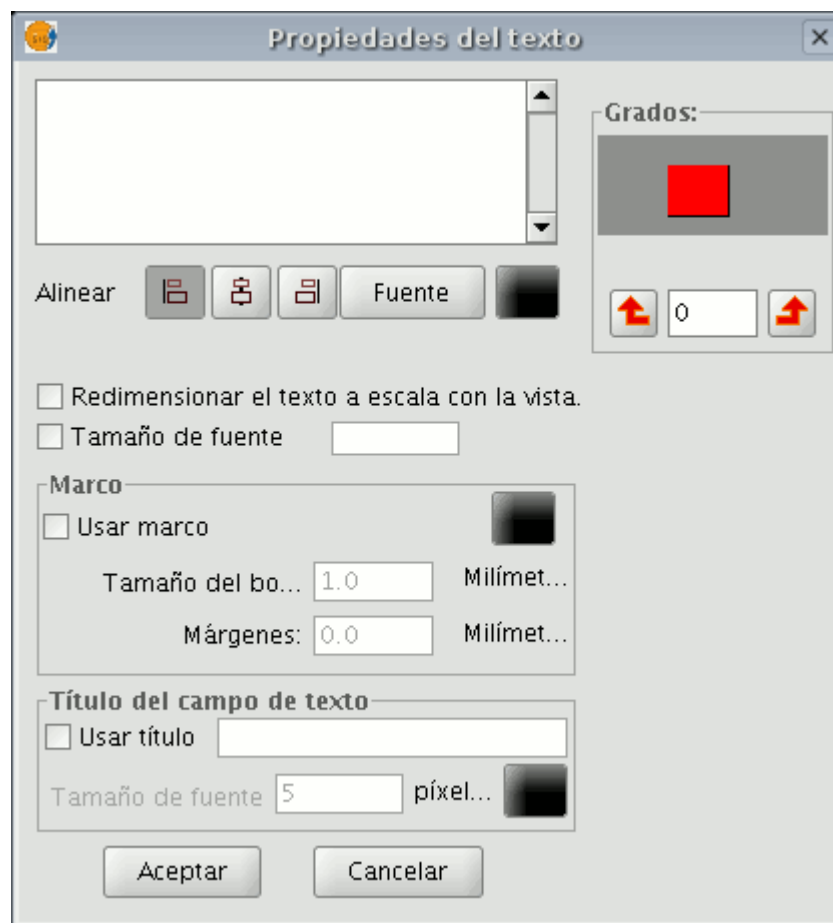 Propiedades del texto
Grados:
Alinear
Fuente
0
Redimensionar el texto a escala con la vista.
Tamaño de fuente
Marco
Usar marco
Tamaño del bo... 1.0 Milímet...
Márgenes: 0.0 Milímet...
Título del campo de texto
Usar título
Tamaño de fuente 5 píxel...
Aceptar Cancelar